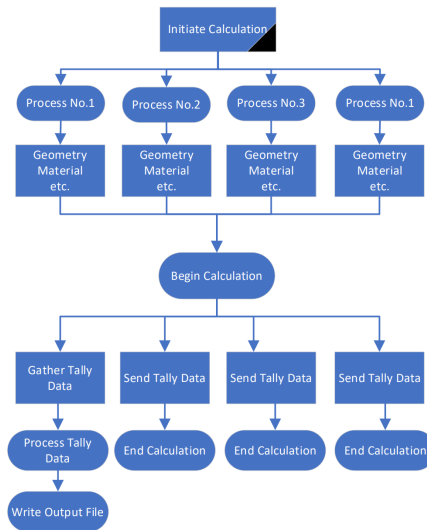 Initiate Calculation
Process No.1
Process No.2
Process No.3
Process No.1
Geometry
Material
etc.
Geometry
Material
etc.
Geometry
Material
etc.
Geometry
Material
etc.
Begin Calculation
Gather Tally
Data
Send Tally Data
Send Tally Data
Send Tally Data
Process Tally
Data
End Calculation
End Calculation
End Calculation
Write Output File